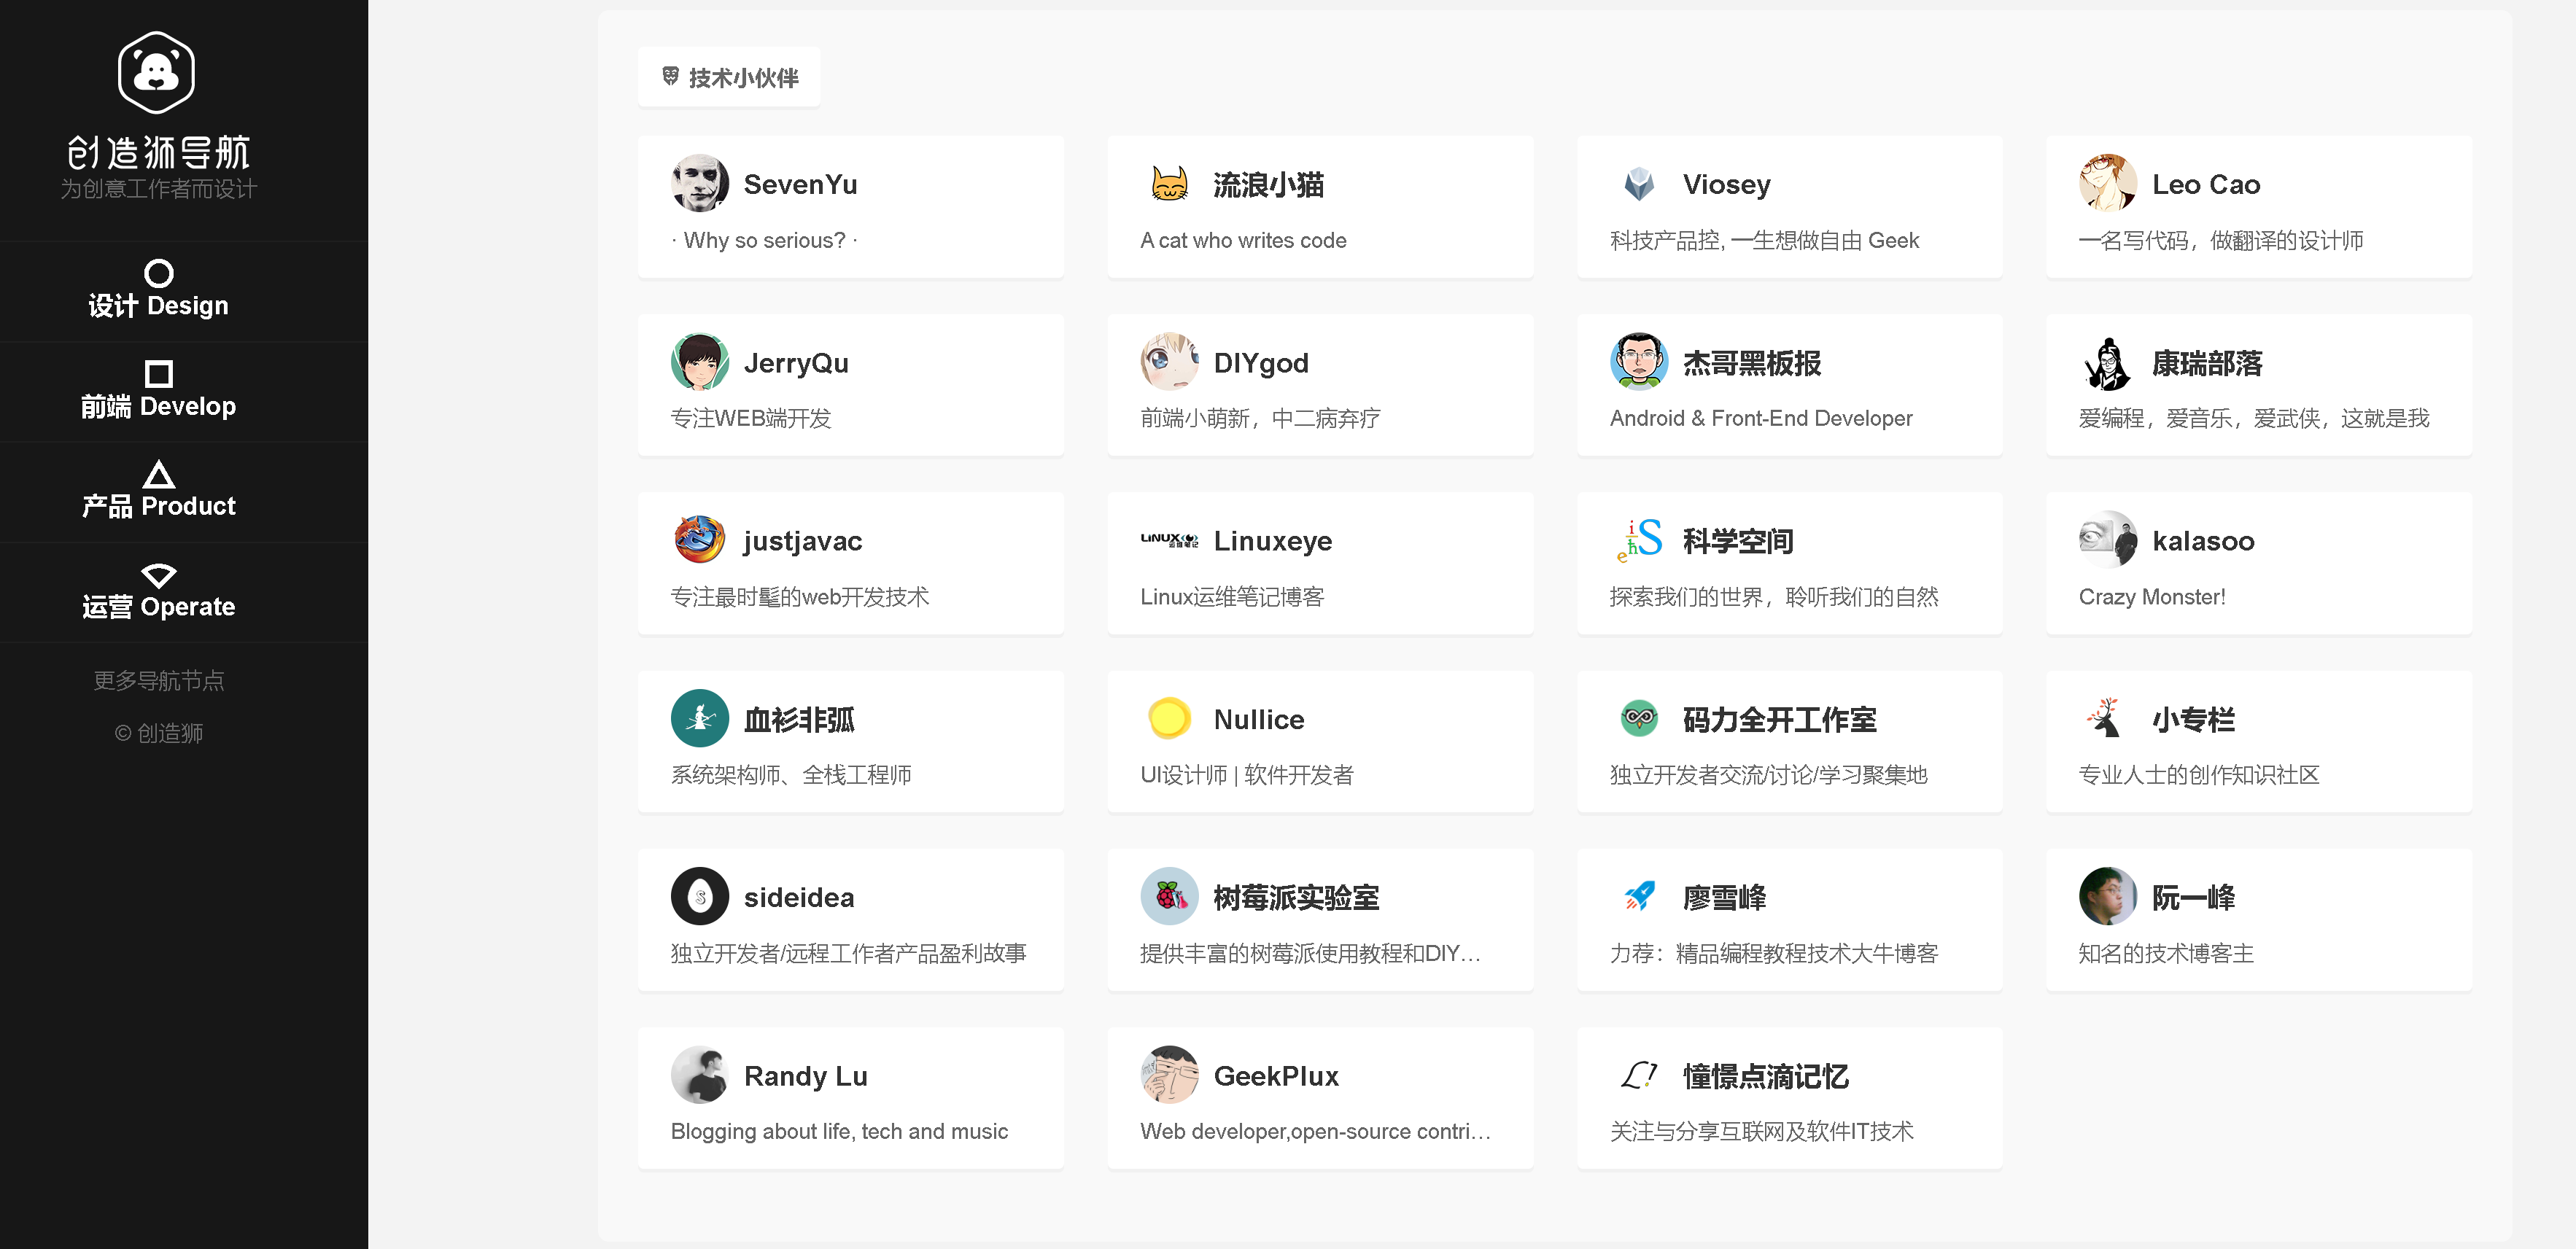 创造狮导航
为创意工作者而设计
设计 Design
前端 Develop
产品 Product
运营 Operate
更多导航节点
© 创造狮
技术小伙伴
SevenYu
· Why so serious? ·
流浪小猫
A cat who writes code
Viosey
科技产品控, 一生想做自由 Geek
Leo Cao
一名写代码，做翻译的设计师
JerryQu
专注WEB端开发
DIYgod
前端小萌新，中二病弃疗
杰哥黑板报
Android & Front-End Developer
康瑞部落
爱编程，爱音乐，爱武侠，这就是我
justjavac
专注最时髦的web开发技术
LINUX
运维笔记
Linuxeye
Linux运维笔记博客
科学空间
探索我们的世界，聆听我们的自然
kalasoo
Crazy Monster!
血衫非弧
系统架构师、全栈工程师
Nullice
UI设计师 | 软件开发者
码力全开工作室
独立开发者交流/讨论/学习聚集地
小专栏
专业人士的创作知识社区
sideidea
独立开发者/远程工作者产品盈利故事
树莓派实验室
提供丰富的树莓派使用教程和DIY…
廖雪峰
力荐：精品编程教程技术大牛博客
阮一峰
知名的技术博客主
Randy Lu
Blogging about life, tech and music
GeekPlux
Web developer,open-source contri…
憧憬点滴记忆
关注与分享互联网及软件IT技术